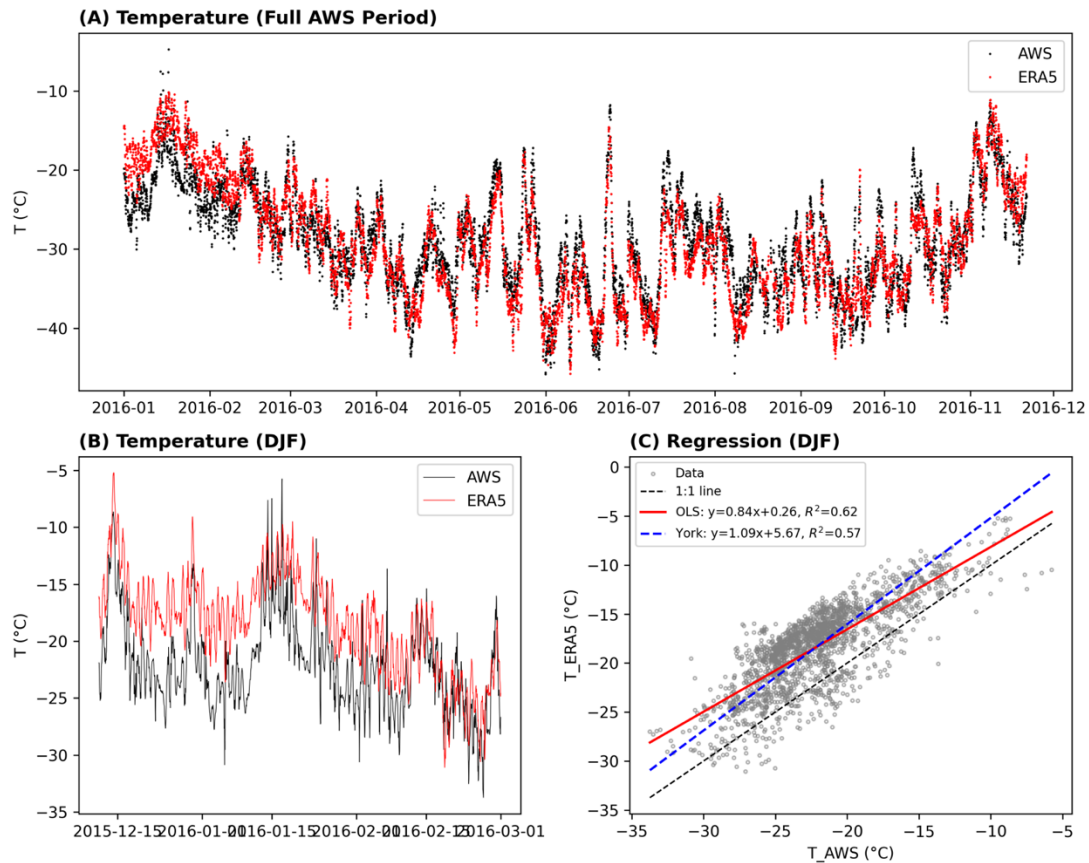 (A) Temperature (Full AWS Period)
AWS
ERA5
T (°C)
−10
−20
−30
−40
2016-01
2016-02
2016-03
2016-04
2016-05
2016-06
2016-07
2016-08
2016-09
2016-10
2016-11
2016-12
(B) Temperature (DJF)
AWS
ERA5
T (°C)
−5
−10
−15
−20
−25
−30
−35
2015-12-15
2016-01-01
2016-01-15
2016-02-01
2016-02-15
2016-03-01
(C) Regression (DJF)
Data
1:1 line
OLS: y=0.84x+0.26, R²=0.62
York: y=1.09x+5.67, R²=0.57
T_ERA5 (°C)
0
−5
−10
−15
−20
−25
−30
−35
−35
−30
−25
−20
−15
−10
−5
T_AWS (°C)